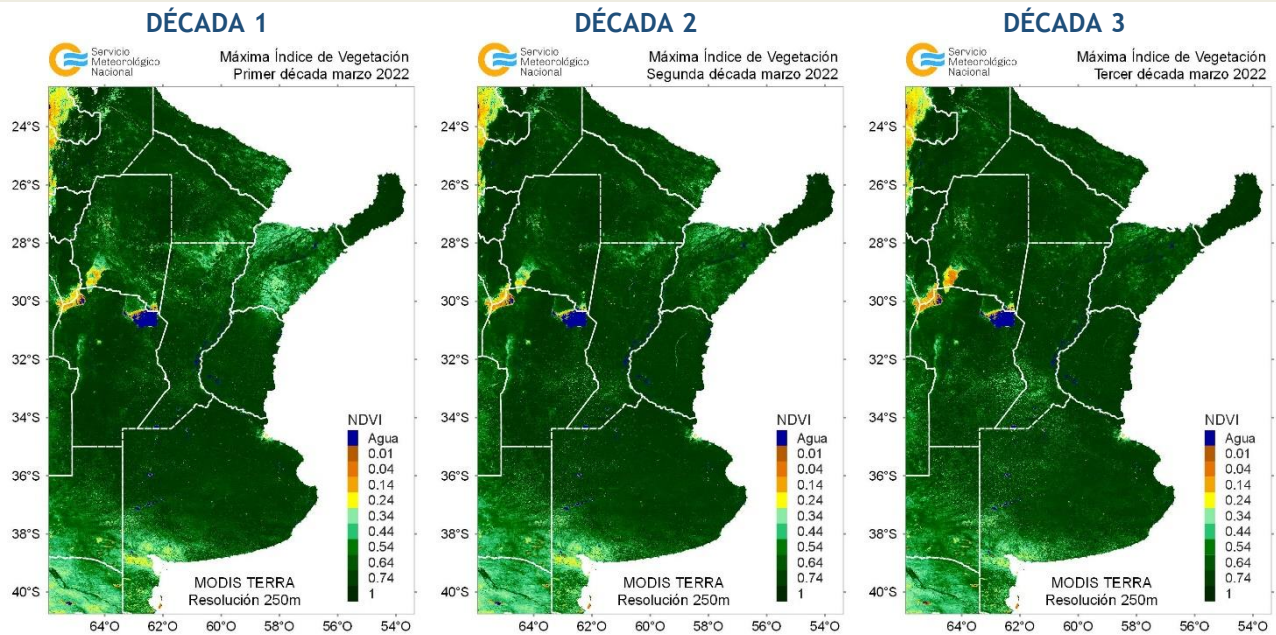 DÉCADA 1
Servicio
Meteorológico
Nacional
Máxima Índice de Vegetación
Primer década marzo 2022
24°S
26°S
28°S
30°S
32°S
34°S
36°S
38°S
40°S
NDVI
Agua
0.01
0.04
0.14
0.24
0.34
0.44
0.54
0.64
0.74
1
MODIS TERRA
Resolución 250m
64°O 62°O 60°O 58°O 56°O 54°O
DÉCADA 2
Servicio
Meteorológico
Nacional
Máxima Índice de Vegetación
Segunda década marzo 2022
24°S
26°S
28°S
30°S
32°S
34°S
36°S
38°S
40°S
NDVI
Agua
0.01
0.04
0.14
0.24
0.34
0.44
0.54
0.64
0.74
1
MODIS TERRA
Resolución 250m
64°O 62°O 60°O 58°O 56°O 54°O
DÉCADA 3
Servicio
Meteorológico
Nacional
Máxima Índice de Vegetación
Tercer década marzo 2022
24°S
26°S
28°S
30°S
32°S
34°S
36°S
38°S
40°S
NDVI
Agua
0.01
0.04
0.14
0.24
0.34
0.44
0.54
0.64
0.74
1
MODIS TERRA
Resolución 250m
64°O 62°O 60°O 58°O 56°O 54°O